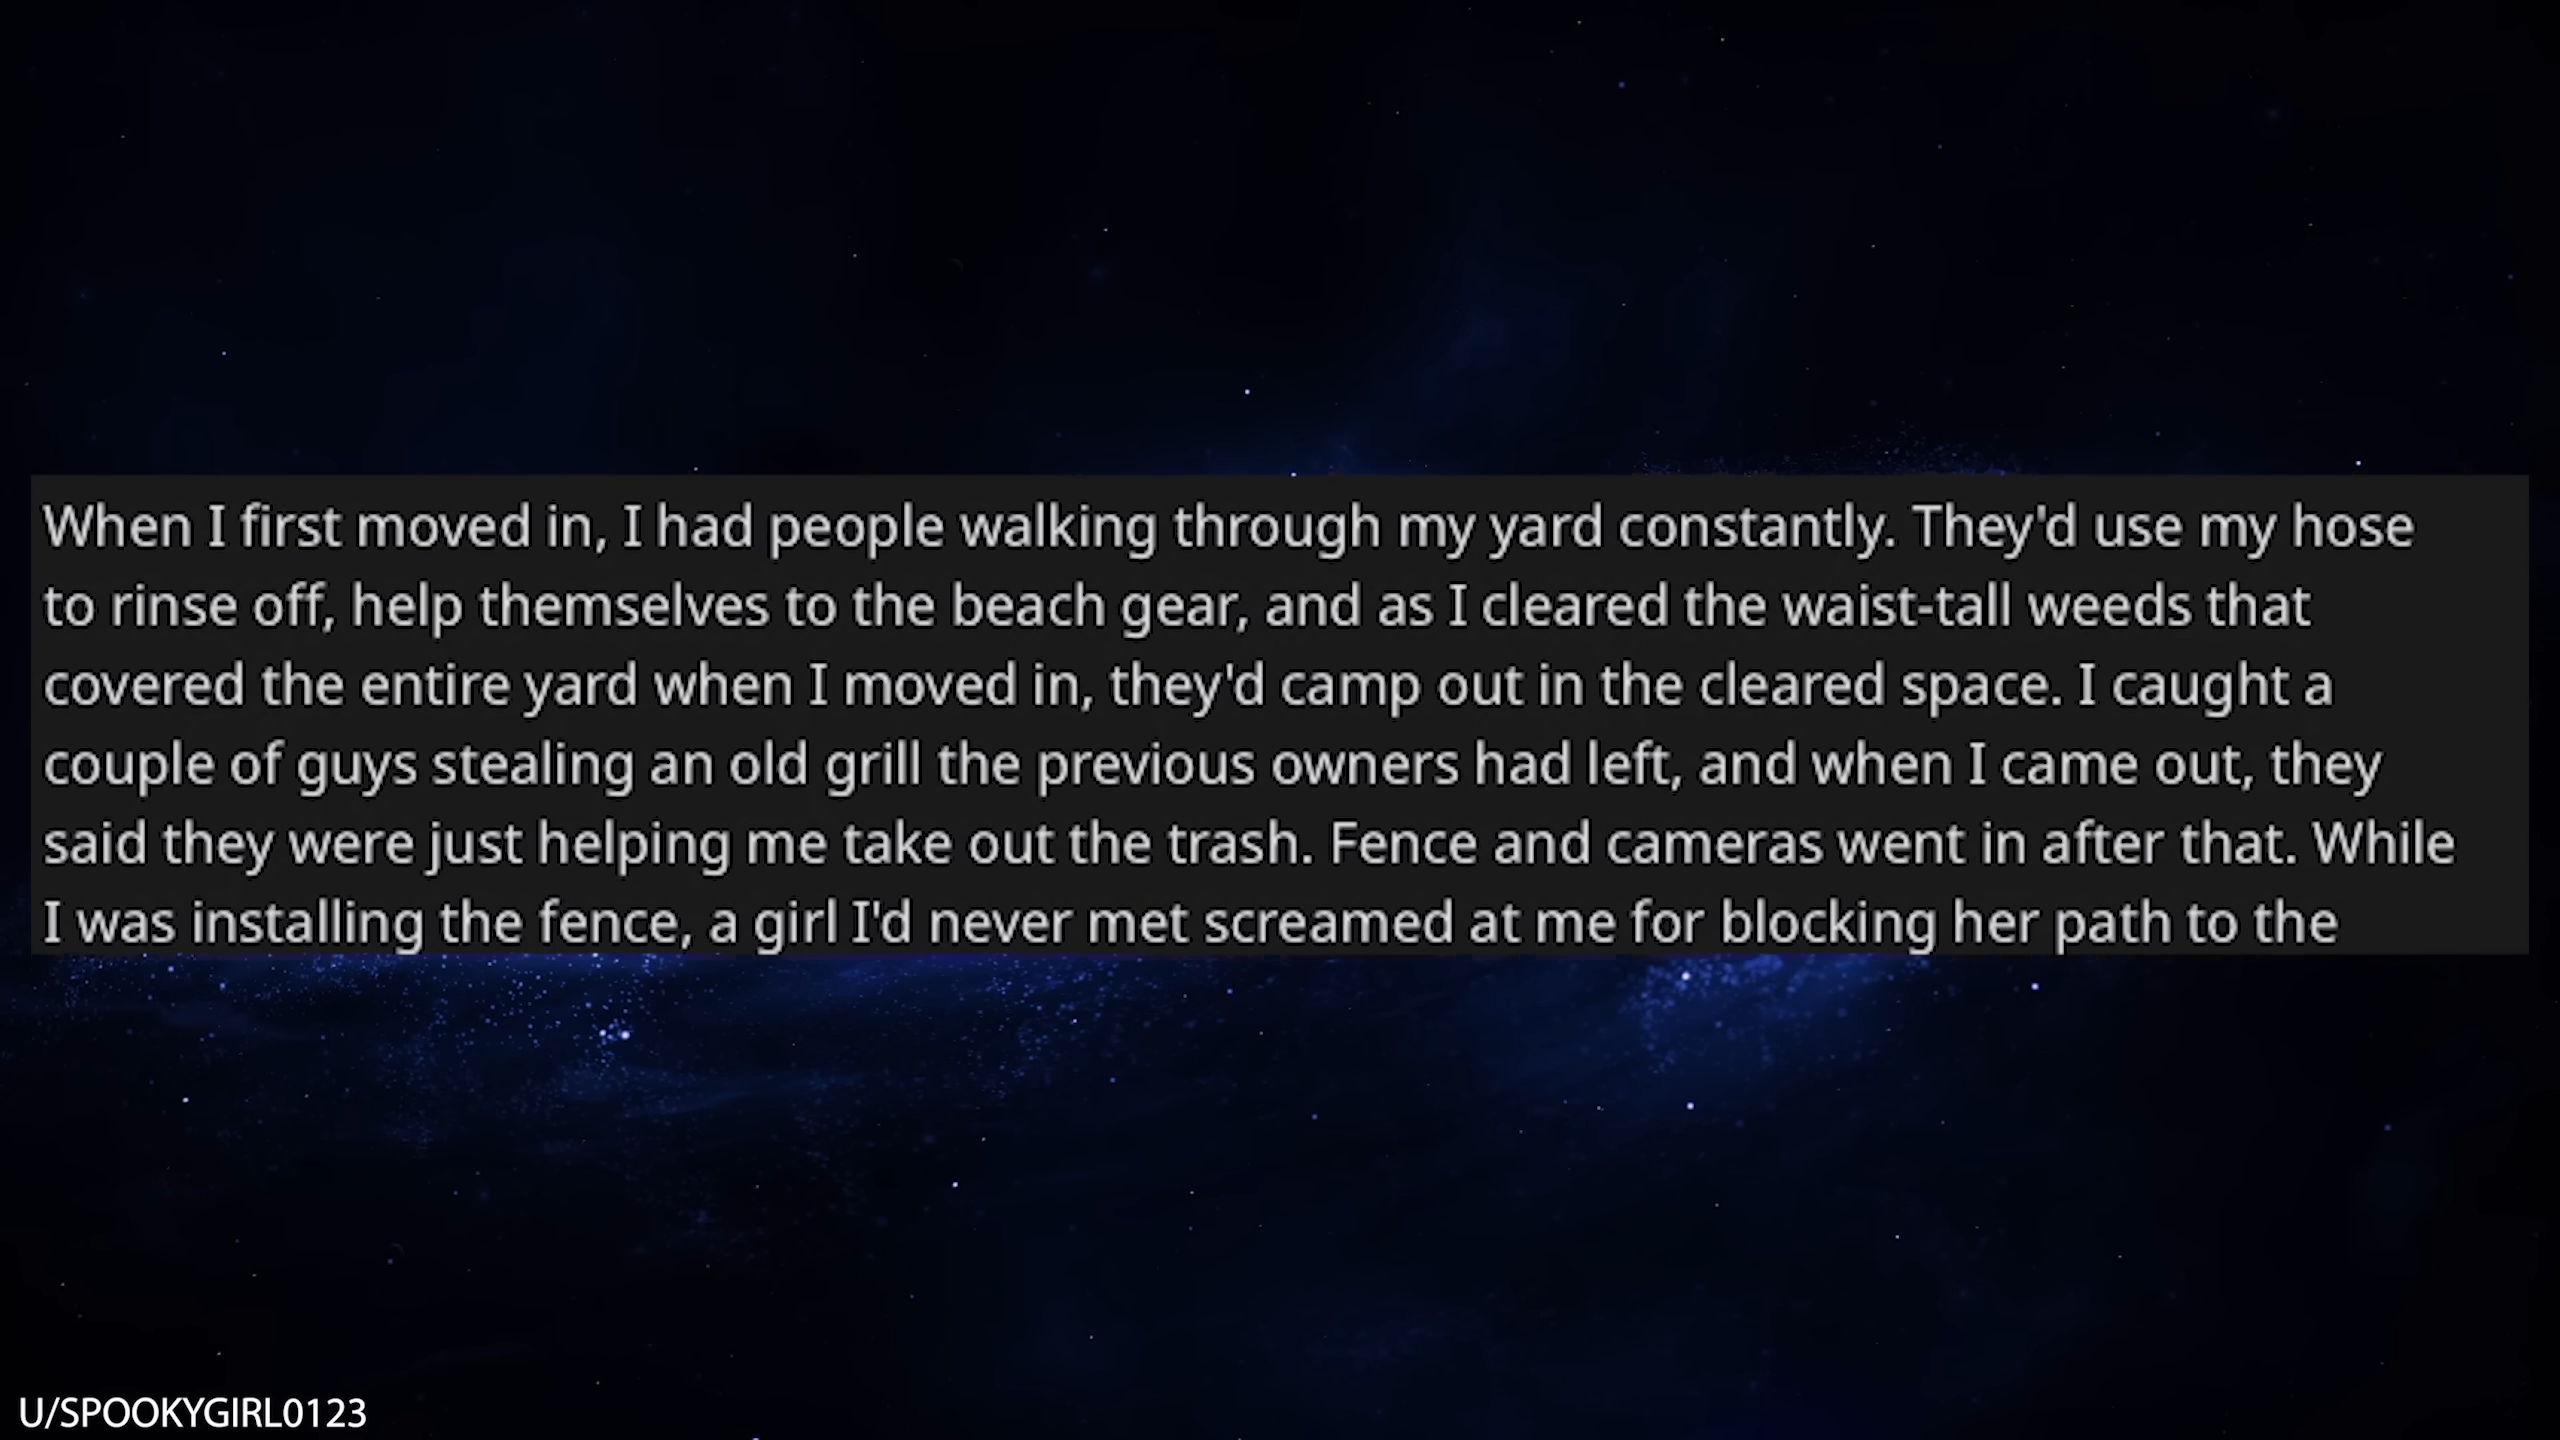 When I first moved in, I had people walking through my yard constantly. They'd use my hose
to rinse off, help themselves to the beach gear, and as I cleared the waist-tall weeds that
covered the entire yard when I moved in, they'd camp out in the cleared space. I caught a
couple of guys stealing an old grill the previous owners had left, and when I came out, they
said they were just helping me take out the trash. Fence and cameras went in after that. While
I was installing the fence, a girl I'd never met screamed at me for blocking her path to the
U/SPOOKYGIRL0123